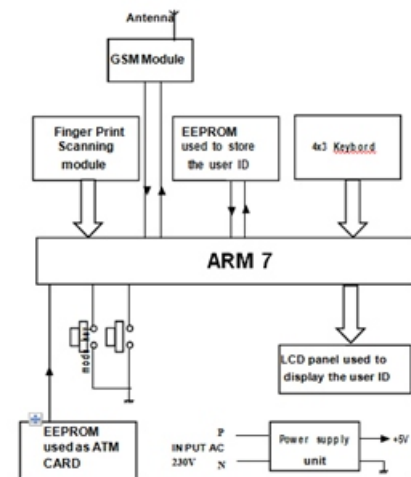 Antenna
GSM Module
Finger Print
Scanning
module
EEPROM
used to store
the user ID
4x3 Keybord
ARM 7
mode key
LCD panel used to
display the user ID
EEPROM
used as ATM
CARD
P
INPUT AC
230V N
Power supply
unit
+5V